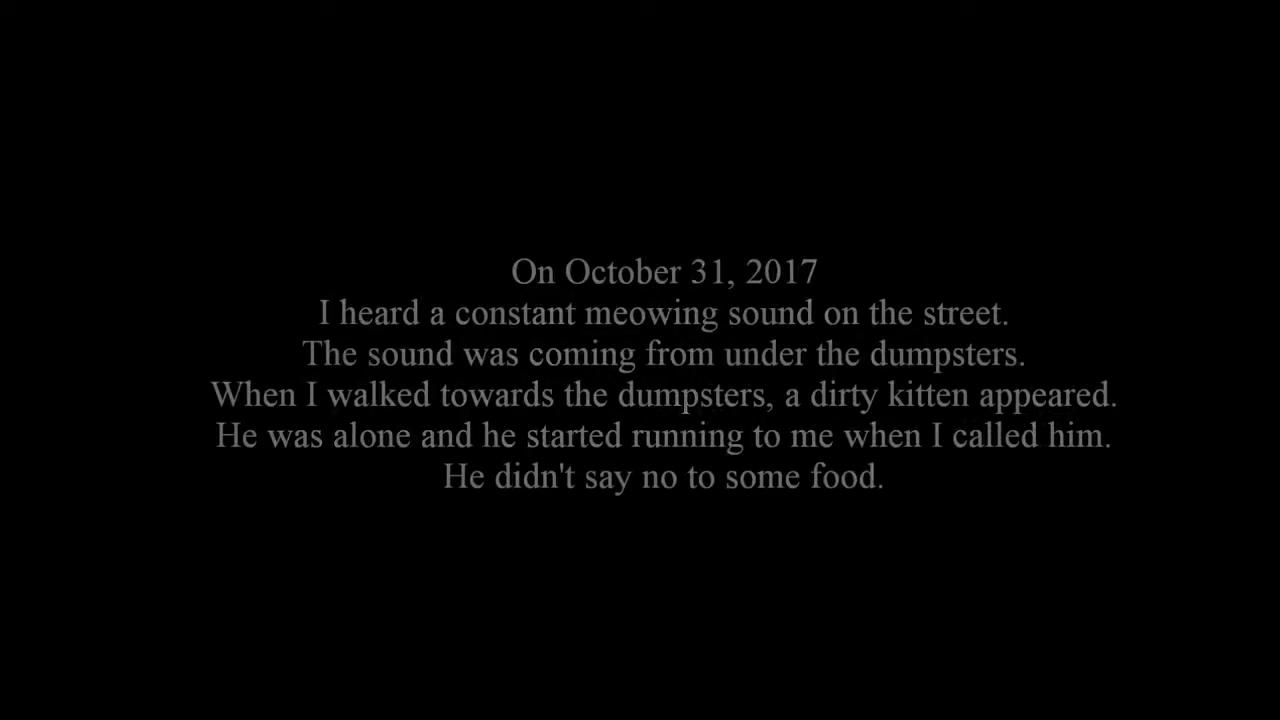 On October 31, 2017
I heard a constant meowing sound on the street.
The sound was coming from under the dumpsters.
When I walked towards the dumpsters, a dirty kitten appeared.
He was alone and he started running to me when I called him.
He didn't say no to some food.